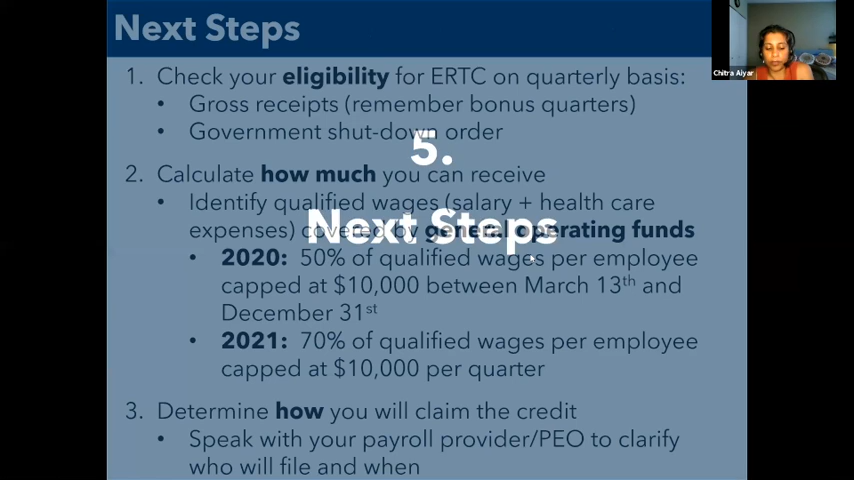 Next Steps
Chitra Aiyar
1. Check your eligibility for ERTC on quarterly basis:
• Gross receipts (remember bonus quarters)
• Government shut-down order
5.
2. Calculate how much you can receive
• Identify qualified wages (salary + health care
expenses) covered by general operating funds
Next Steps
• 2020: 50% of qualified wages per employee
capped at $10,000 between March 13th and
December 31st
• 2021: 70% of qualified wages per employee
capped at $10,000 per quarter
3. Determine how you will claim the credit
• Speak with your payroll provider/PEO to clarify
who will file and when